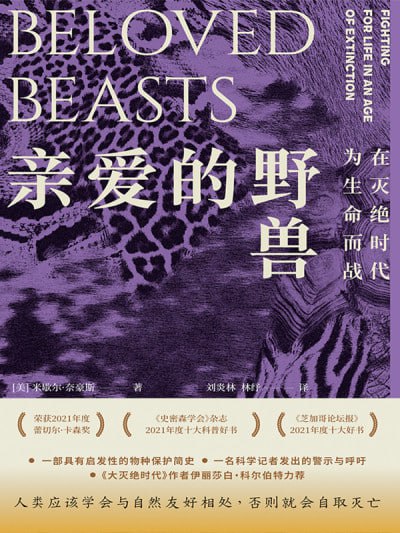 BELOVED
BEASTS
FIGHTING
FOR LIFE IN AN AGE
OF EXTINCTION
亲爱的野兽
在灭绝时代
为生命而战
[美] 米歇尔·奈豪斯 著
刘炎林 林纾 —— 译
荣获2021年度
蕾切尔·卡森奖
《史密森学会》杂志
2021年度十大科普好书
《芝加哥论坛报》
2021年度十大好书
• 一部具有启发性的物种保护简史 • 一名科学记者发出的警示与呼吁
• 《大灭绝时代》作者伊丽莎白·科尔伯特力荐
人类应该学会与自然友好相处，否则就会自取灭亡